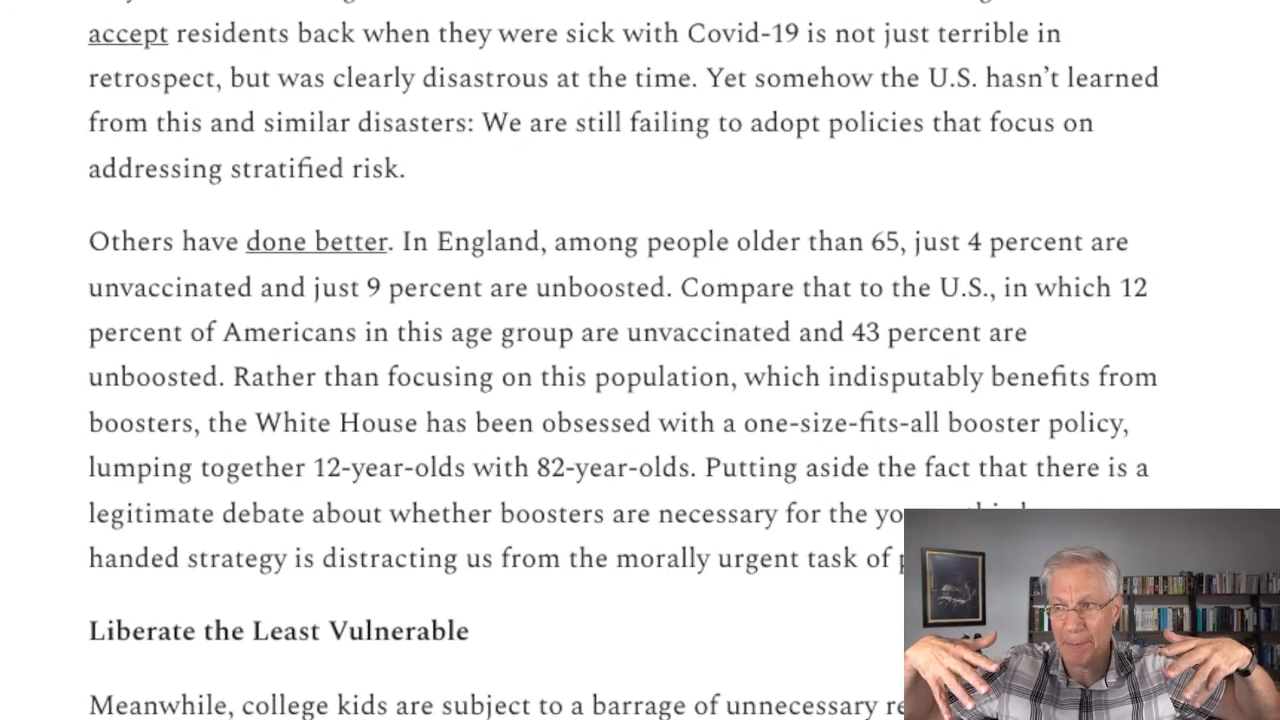 accept residents back when they were sick with Covid-19 is not just terrible in
retrospect, but was clearly disastrous at the time. Yet somehow the U.S. hasn’t learned
from this and similar disasters: We are still failing to adopt policies that focus on
addressing stratified risk.
Others have done better. In England, among people older than 65, just 4 percent are
unvaccinated and just 9 percent are unboosted. Compare that to the U.S., in which 12
percent of Americans in this age group are unvaccinated and 43 percent are
unboosted. Rather than focusing on this population, which indisputably benefits from
boosters, the White House has been obsessed with a one-size-fits-all booster policy,
lumping together 12-year-olds with 82-year-olds. Putting aside the fact that there is a
legitimate debate about whether boosters are necessary for the
handed strategy is distracting us from the morally urgent task of
Liberate the Least Vulnerable
Meanwhile, college kids are subject to a barrage of unnecessary